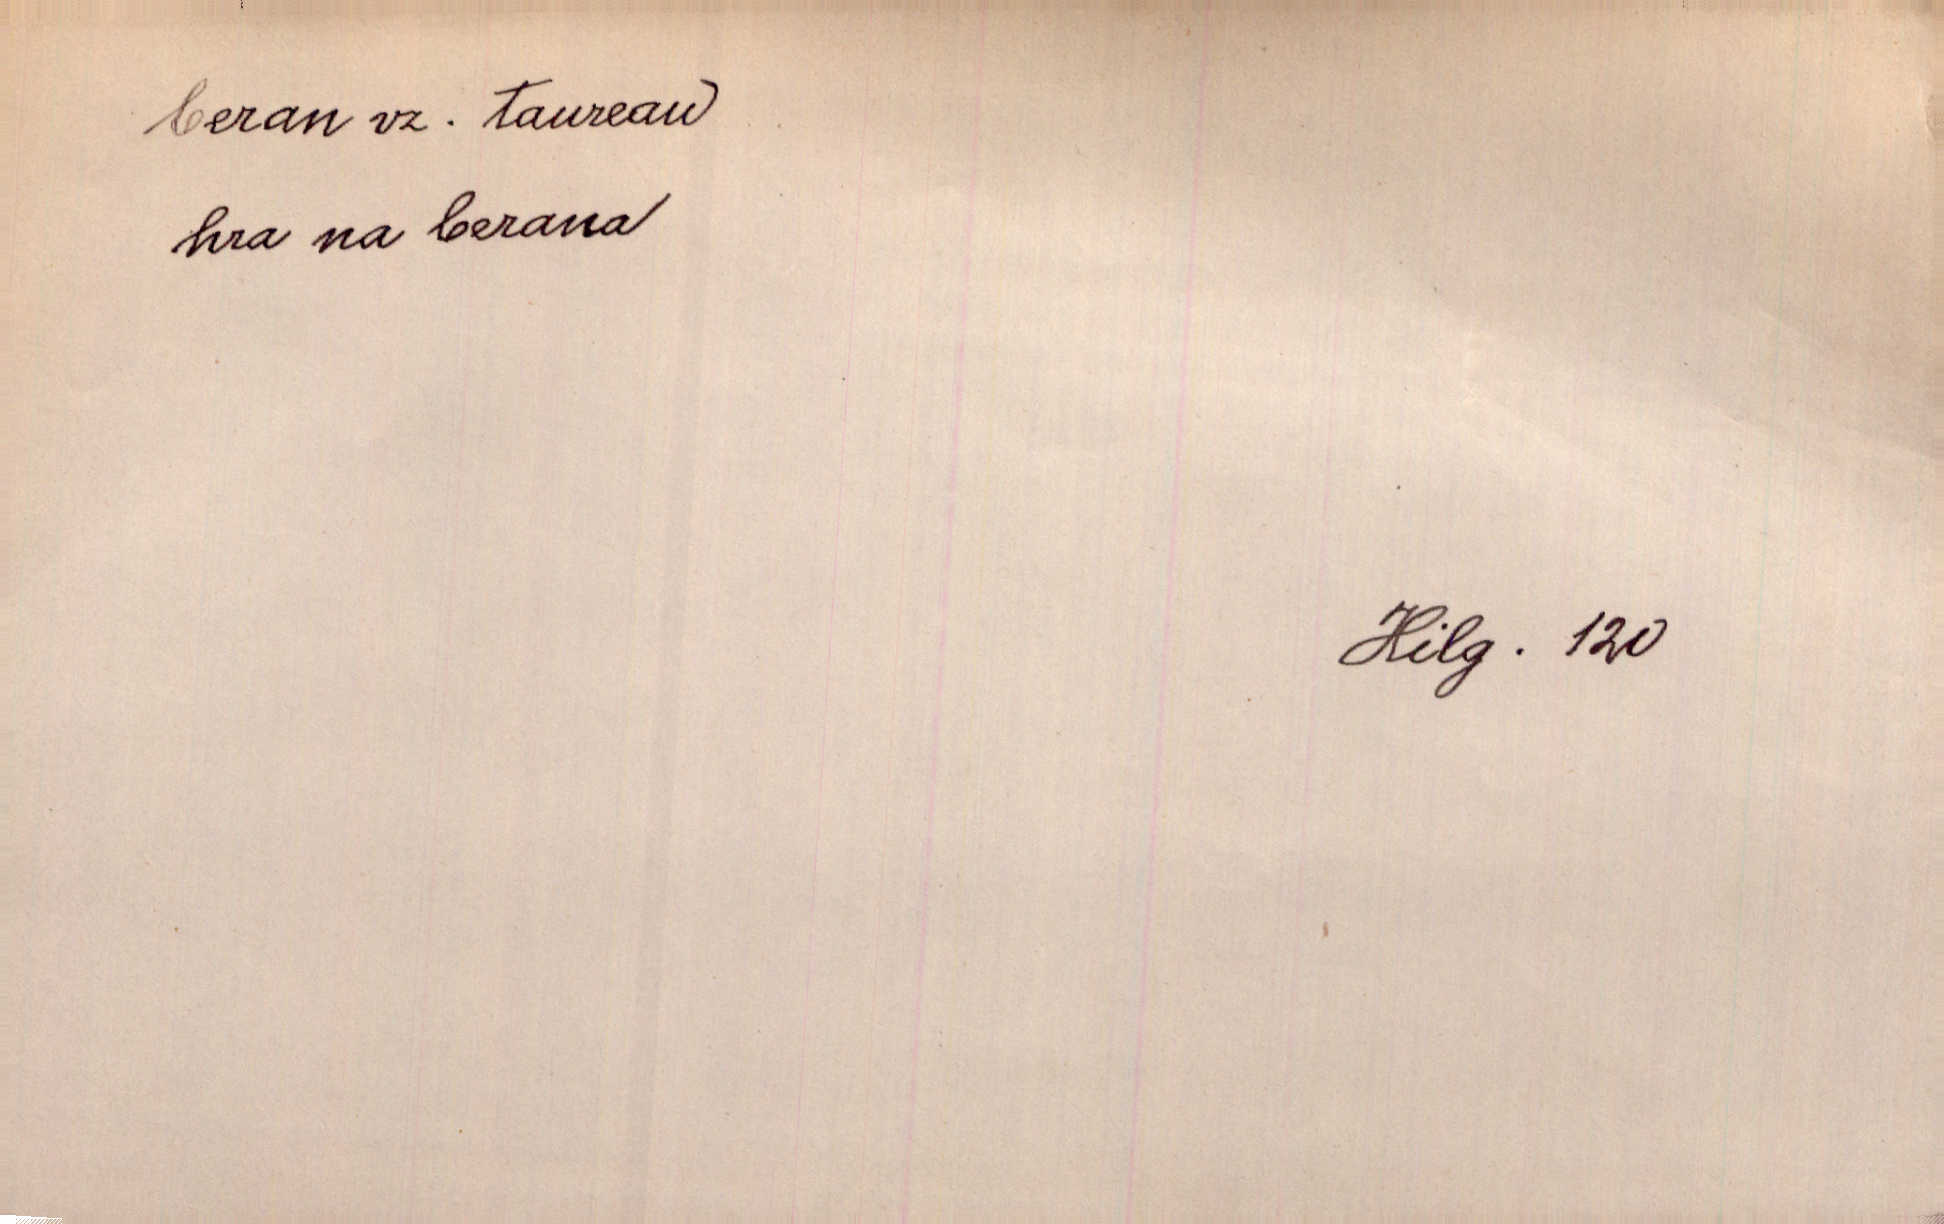 beran vz. taureau
hra na berana
Hilg. 120